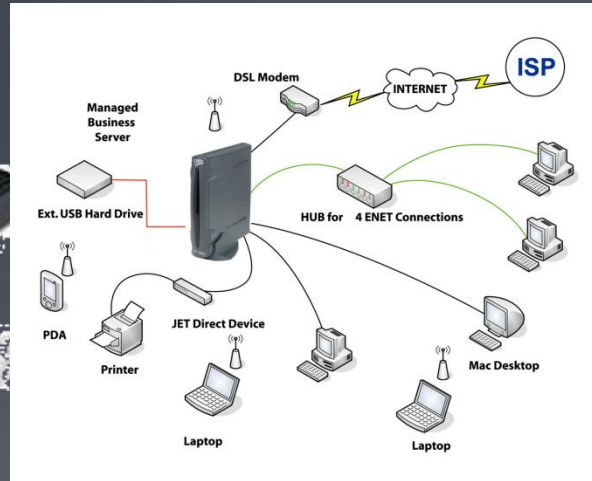 ISP
DSL Modem
INTERNET
Managed
Business
Server
Ext. USB Hard Drive
HUB for 4 ENET Connections
PDA
JET Direct Device
Printer
Mac Desktop
Laptop
Laptop